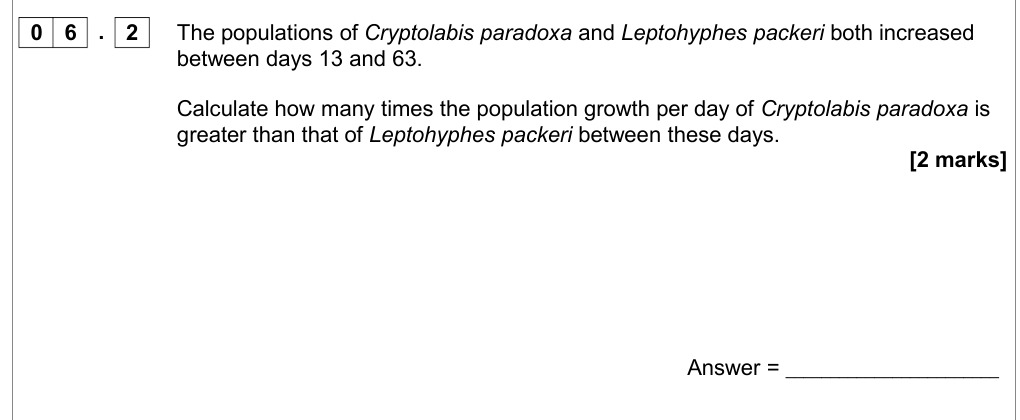 06.2 The populations of Cryptolabis paradoxa and Leptohyphes packeri both increased
between days 13 and 63.
Calculate how many times the population growth per day of Cryptolabis paradoxa is
greater than that of Leptohyphes packeri between these days.
[2 marks]
Answer = ____________________